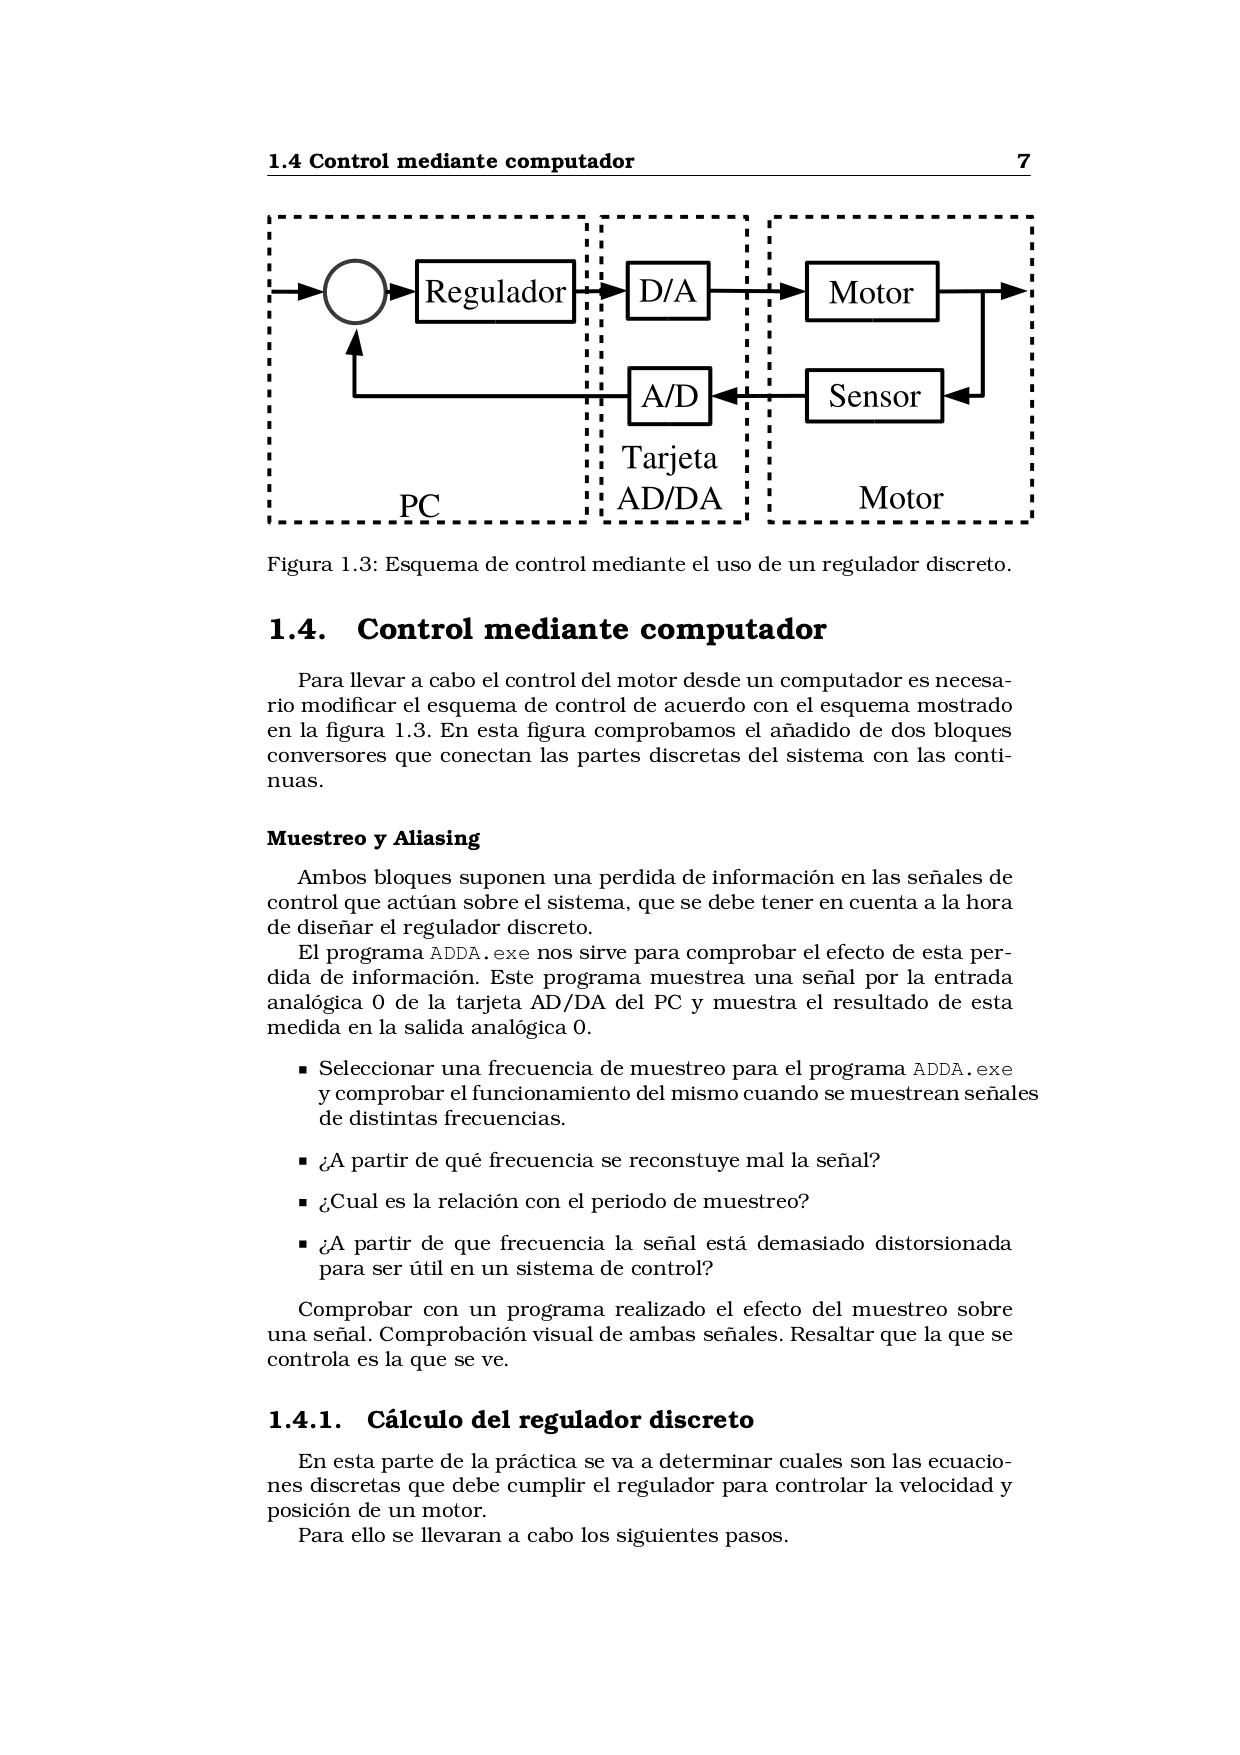 1.4 Control mediante computador 7
Regulador
D/A
Motor
A/D
Sensor
Tarjeta
AD/DA
PC
Motor
Figura 1.3: Esquema de control mediante el uso de un regulador discreto.
1.4. Control mediante computador
Para llevar a cabo el control del motor desde un computador es necesa-
rio modificar el esquema de control de acuerdo con el esquema mostrado
en la figura 1.3. En esta figura comprobamos el añadido de dos bloques
conversores que conectan las partes discretas del sistema con las conti-
nuas.
Muestreo y Aliasing
Ambos bloques suponen una perdida de información en las señales de
control que actúan sobre el sistema, que se debe tener en cuenta a la hora
de diseñar el regulador discreto.
El programa ADDA.exe nos sirve para comprobar el efecto de esta per-
dida de información. Este programa muestrea una señal por la entrada
analógica 0 de la tarjeta AD/DA del PC y muestra el resultado de esta
medida en la salida analógica 0.
▪ Seleccionar una frecuencia de muestreo para el programa ADDA.exe
y comprobar el funcionamiento del mismo cuando se muestrean señales
de distintas frecuencias.
▪ ¿A partir de qué frecuencia se reconstuye mal la señal?
▪ ¿Cual es la relación con el periodo de muestreo?
▪ ¿A partir de que frecuencia la señal está demasiado distorsionada
para ser útil en un sistema de control?
Comprobar con un programa realizado el efecto del muestreo sobre
una señal. Comprobación visual de ambas señales. Resaltar que la que se
controla es la que se ve.
1.4.1. Cálculo del regulador discreto
En esta parte de la práctica se va a determinar cuales son las ecuacio-
nes discretas que debe cumplir el regulador para controlar la velocidad y
posición de un motor.
Para ello se llevaran a cabo los siguientes pasos.